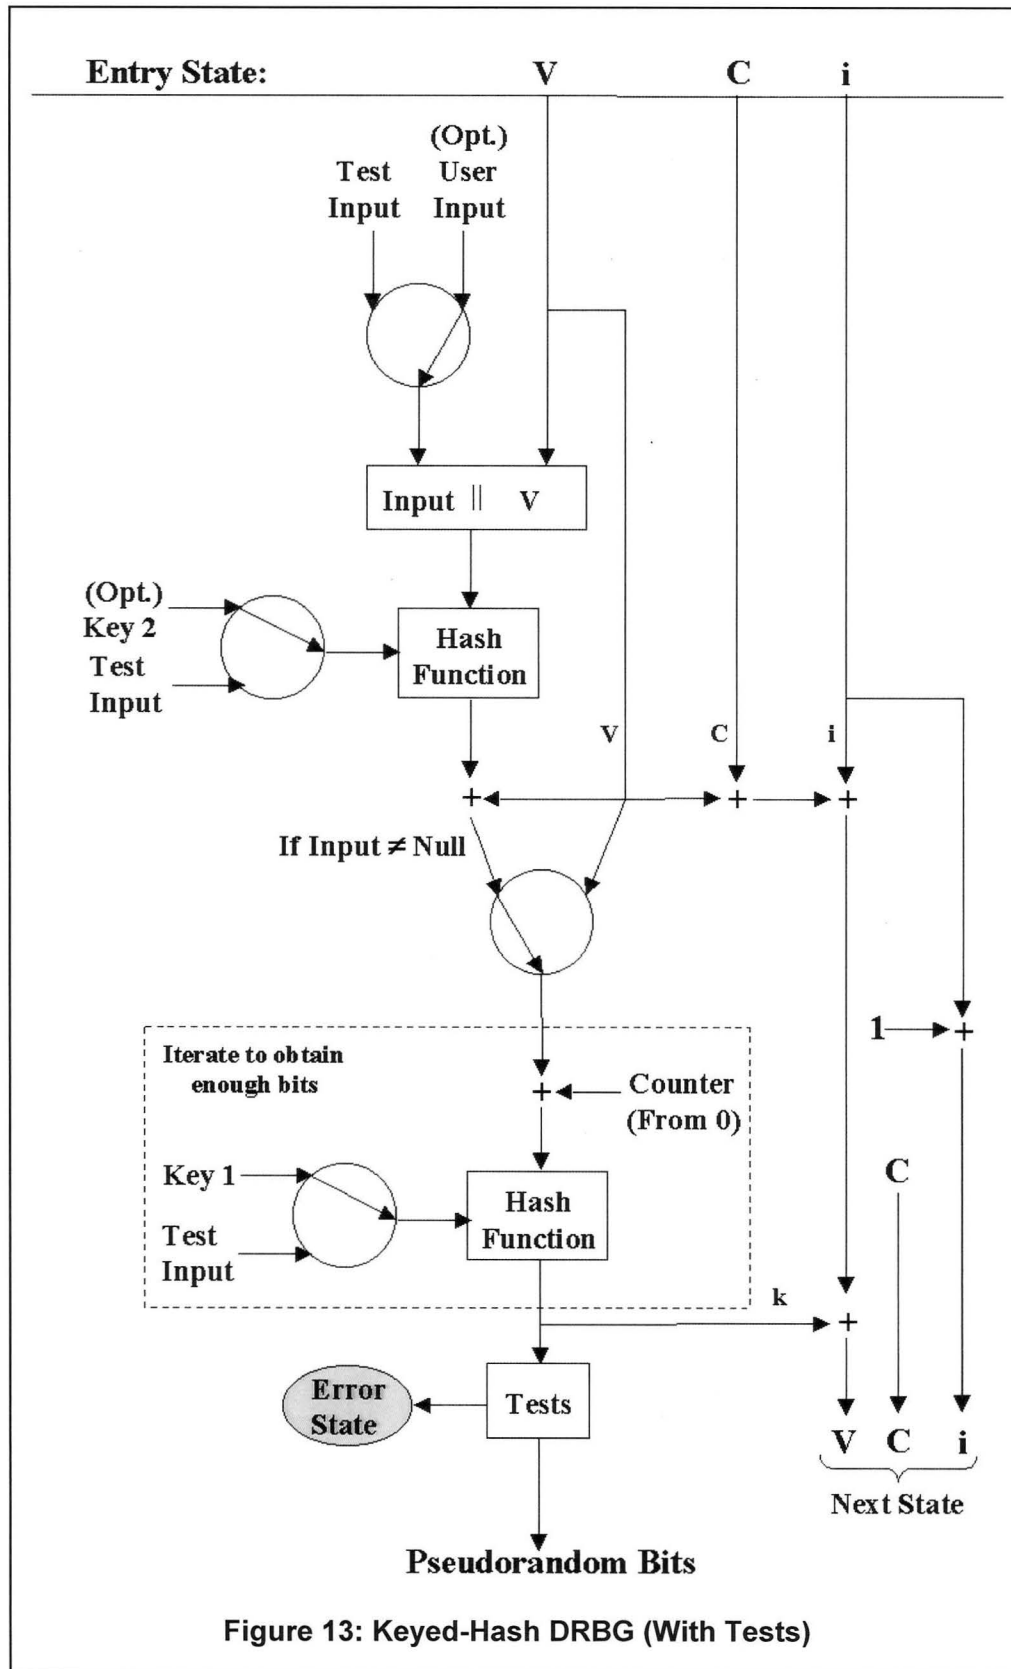 Entry State: V C i
(Opt.)
Test User
Input Input
Input || V
(Opt.)
Key 2
Hash
Function
Test
Input
V C i
+ + +
If Input ≠ Null
1 +
Iterate to obtain
enough bits
+ Counter
(From 0)
Key 1
C
Hash
Function
Test
Input
k
+
Error
State
Tests
V C i
Next State
Pseudorandom Bits
Figure 13: Keyed-Hash DRBG (With Tests)